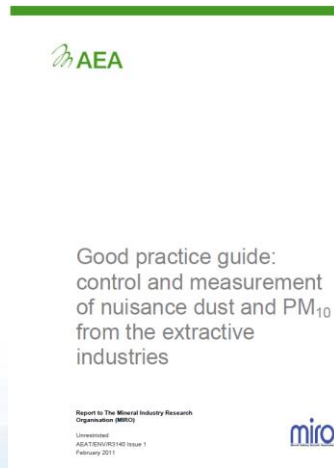 AEA
Good practice guide:
control and measurement
of nuisance dust and PM₁₀
from the extractive
industries
Report to The Mineral Industry Research
Organisation (MIRO)
Unrestricted
AEAT/ENV/R3140 Issue 1
February 2011
miro